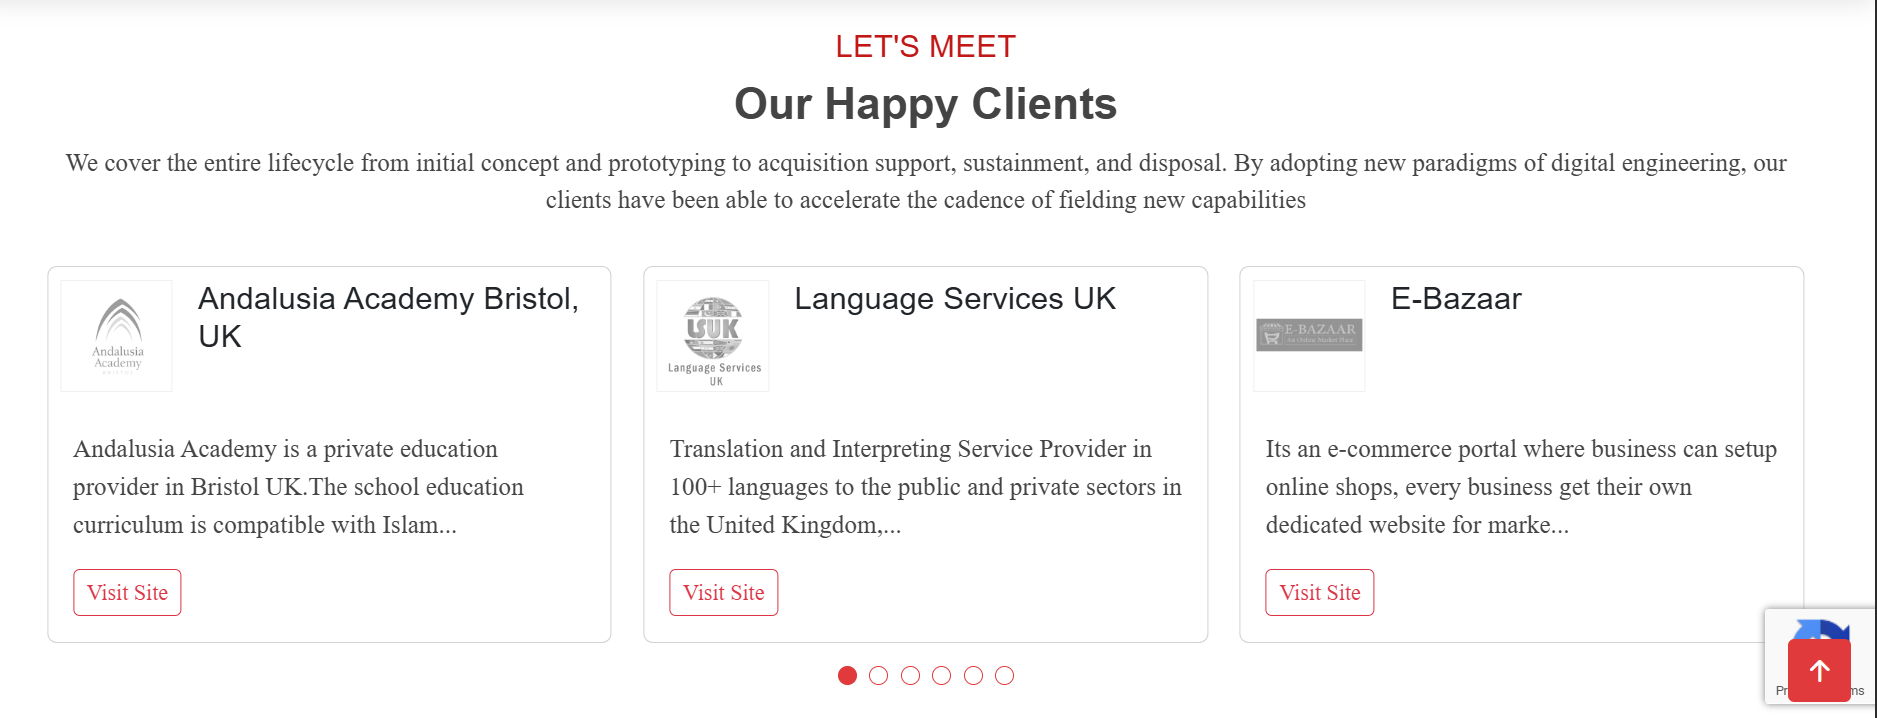 LET'S MEET
Our Happy Clients
We cover the entire lifecycle from initial concept and prototyping to acquisition support, sustainment, and disposal. By adopting new paradigms of digital engineering, our
clients have been able to accelerate the cadence of fielding new capabilities
Andalusia
Academy
BRISTOL
Andalusia Academy Bristol,
UK
Andalusia Academy is a private education
provider in Bristol UK.The school education
curriculum is compatible with Islam...
Visit Site
LSUK
Language Services
UK
Language Services UK
Translation and Interpreting Service Provider in
100+ languages to the public and private sectors in
the United Kingdom,...
Visit Site
E-BAZAAR
An Online Market Place
E-Bazaar
Its an e-commerce portal where business can setup
online shops, every business get their own
dedicated website for marke...
Visit Site